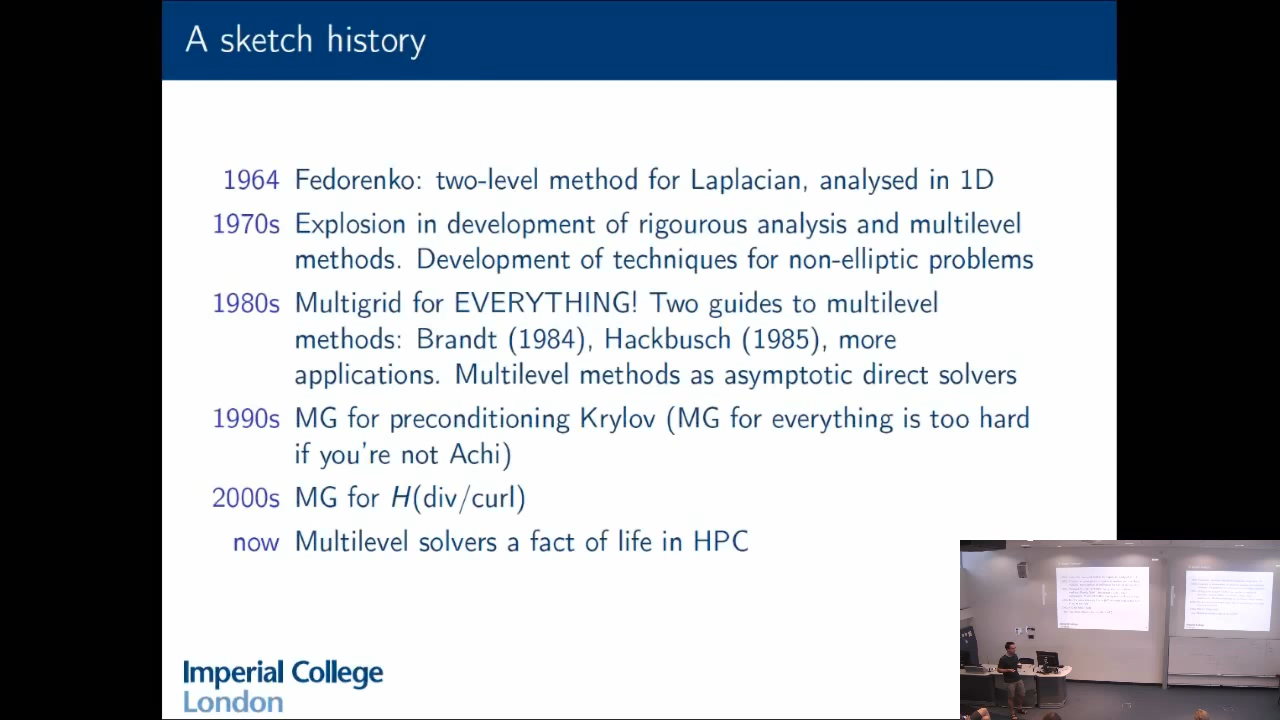 A sketch history
1964 Fedorenko: two-level method for Laplacian, analysed in 1D
1970s Explosion in development of rigourous analysis and multilevel
methods. Development of techniques for non-elliptic problems
1980s Multigrid for EVERYTHING! Two guides to multilevel
methods: Brandt (1984), Hackbusch (1985), more
applications. Multilevel methods as asymptotic direct solvers
1990s MG for preconditioning Krylov (MG for everything is too hard
if you're not Achi)
2000s MG for H(div/curl)
now Multilevel solvers a fact of life in HPC
Imperial College
London